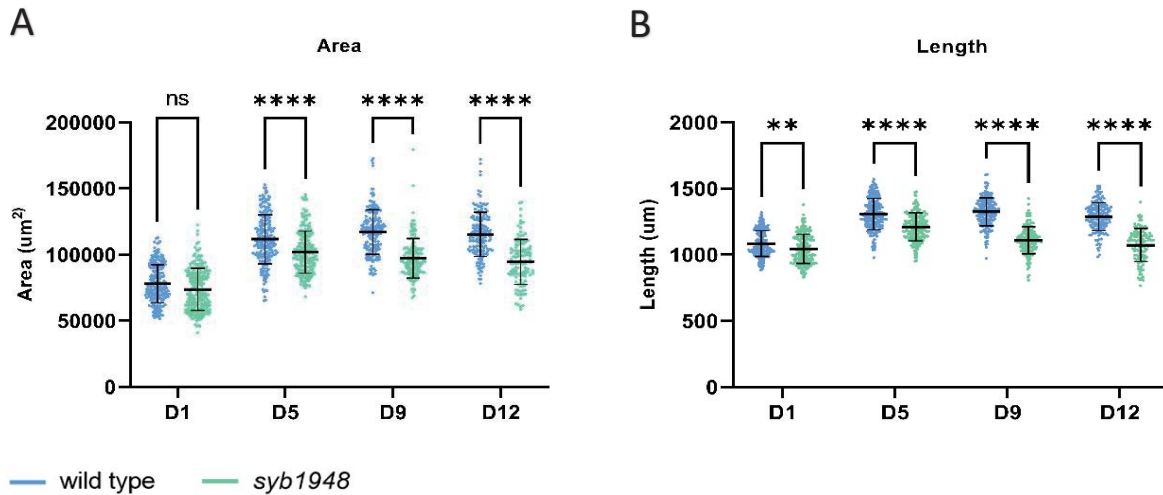 A
Area
ns
****
****
****
Area (um²)
200000
150000
100000
50000
0
D1
D5
D9
D12
B
Length
**
****
****
****
Length (um)
2000
1500
1000
500
0
D1
D5
D9
D12
wild type
syb1948